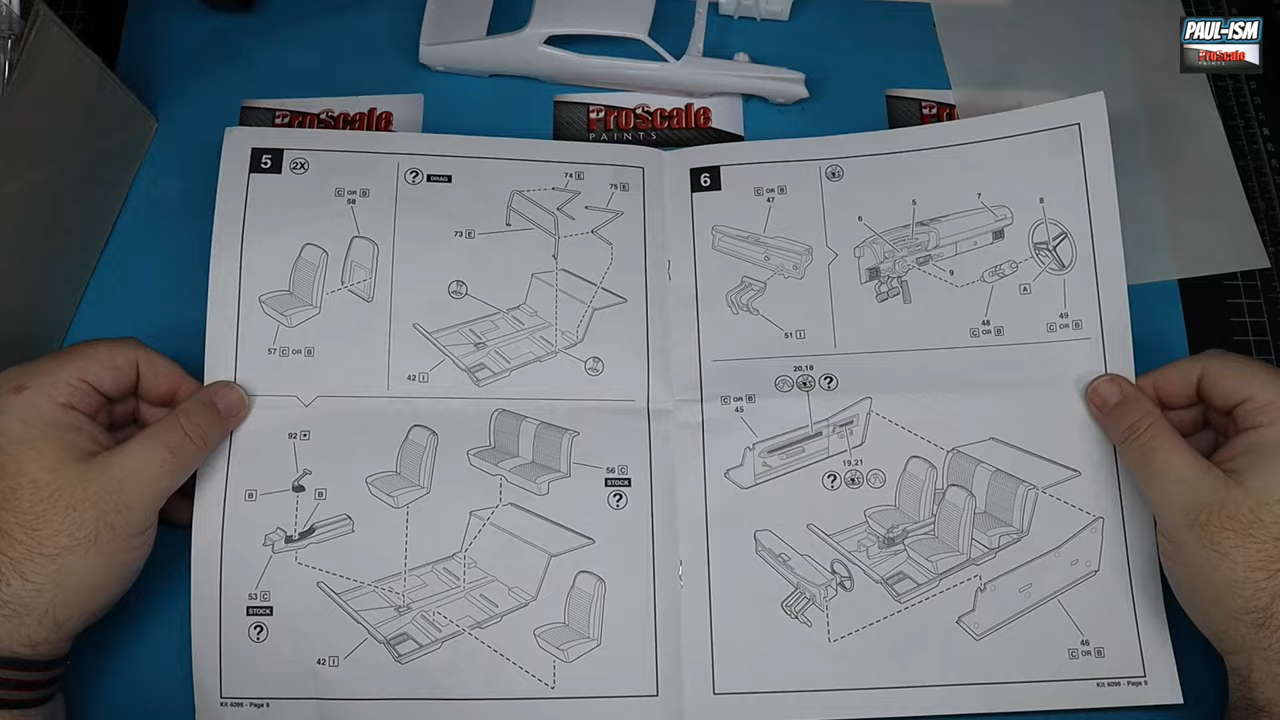 PAUL-ISM
ProScale
PAINTS
ProScale
ProScale
PAINTS
ProScale
5
2X
C OR B
58
57 C OR B
? DRAG
74 E
75 E
73 E
42 I
92 *
B
B
53 C
STOCK
?
56 C
STOCK
?
42 I
Kit 4099 - Page 8
6
C OR B
47
51 I
6
5
7
8
9
A
48
C OR B
49
C OR B
20,18
?
C OR B
45
19,21
?
46
C OR B
Kit 4099 - Page 9